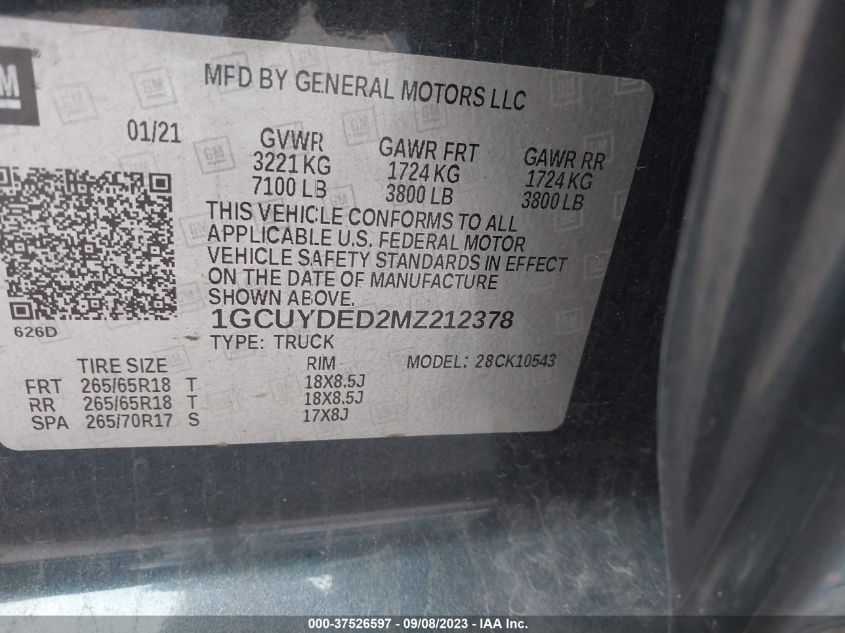 GM
MFD BY GENERAL MOTORS LLC
01/21
GVWR GAWR FRT GAWR RR
3221 KG 1724 KG 1724 KG
7100 LB 3800 LB 3800 LB
THIS VEHICLE CONFORMS TO ALL
APPLICABLE U.S. FEDERAL MOTOR
VEHICLE SAFETY STANDARDS IN EFFECT
ON THE DATE OF MANUFACTURE
SHOWN ABOVE.
626D
1GCUYDED2MZ212378
TYPE: TRUCK
TIRE SIZE RIM MODEL: 28CK10543
FRT 265/65R18 T 18X8.5J
RR 265/65R18 T 18X8.5J
SPA 265/70R17 S 17X8J
000-37526597 - 09/08/2023 - #0000000001